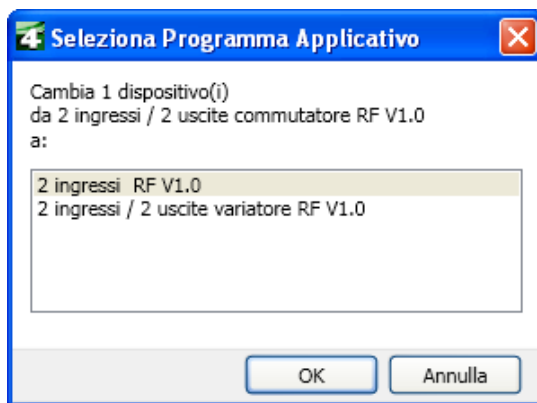 4 Seleziona Programma Applicativo
Cambia 1 dispositivo(i)
da 2 ingressi / 2 uscite commutatore RF V1.0
a:
2 ingressi  RF V1.0
2 ingressi / 2 uscite variatore RF V1.0
OK
Annulla